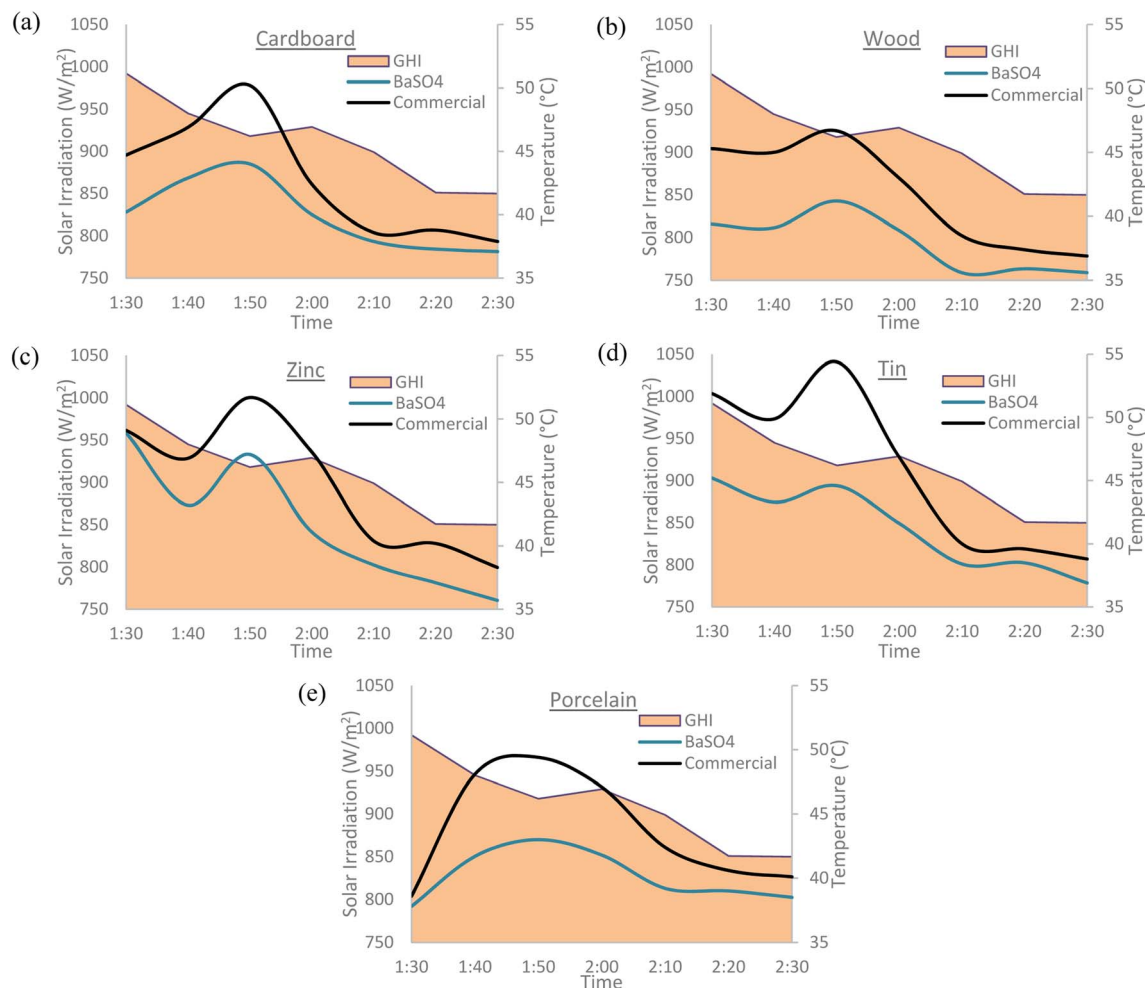 (a)
Cardboard
GHI
BaSO4
Commercial
Solar Irradiation (W/m²)
1050
1000
950
900
850
800
750
55
50
45
40
35
Temperature (°C)
1:30 1:40 1:50 2:00 2:10 2:20 2:30
Time
(b)
Wood
GHI
BaSO4
Commercial
Solar Irradiation (W/m²)
1050
1000
950
900
850
800
750
55
50
45
40
35
Temperature (°C)
1:30 1:40 1:50 2:00 2:10 2:20 2:30
Time
(c)
Zinc
GHI
BaSO4
Commercial
Solar Irradiation (W/m²)
1050
1000
950
900
850
800
750
55
50
45
40
35
Temperature (°C)
1:30 1:40 1:50 2:00 2:10 2:20 2:30
Time
(d)
Tin
GHI
BaSO4
Commercial
Solar Irradiation (W/m²)
1050
1000
950
900
850
800
750
55
50
45
40
35
Temperature (°C)
1:30 1:40 1:50 2:00 2:10 2:20 2:30
Time
(e)
Porcelain
GHI
BaSO4
Commercial
Solar Irradiation (W/m²)
1050
1000
950
900
850
800
750
55
50
45
40
35
Temperature (°C)
1:30 1:40 1:50 2:00 2:10 2:20 2:30
Time